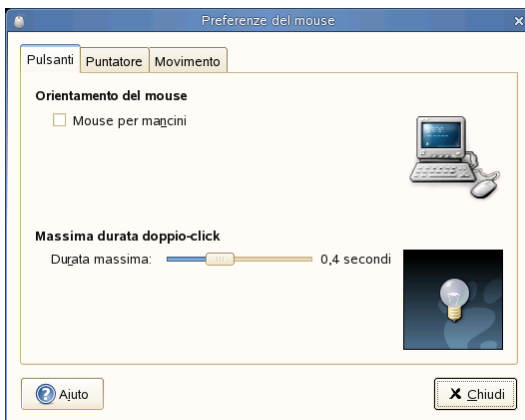 Preferenze del mouse
Pulsanti
Puntatore
Movimento
Orientamento del mouse
Mouse per mancini
Massima durata doppio-click
Durata massima:
0,4 secondi
Aiuto
Chiudi